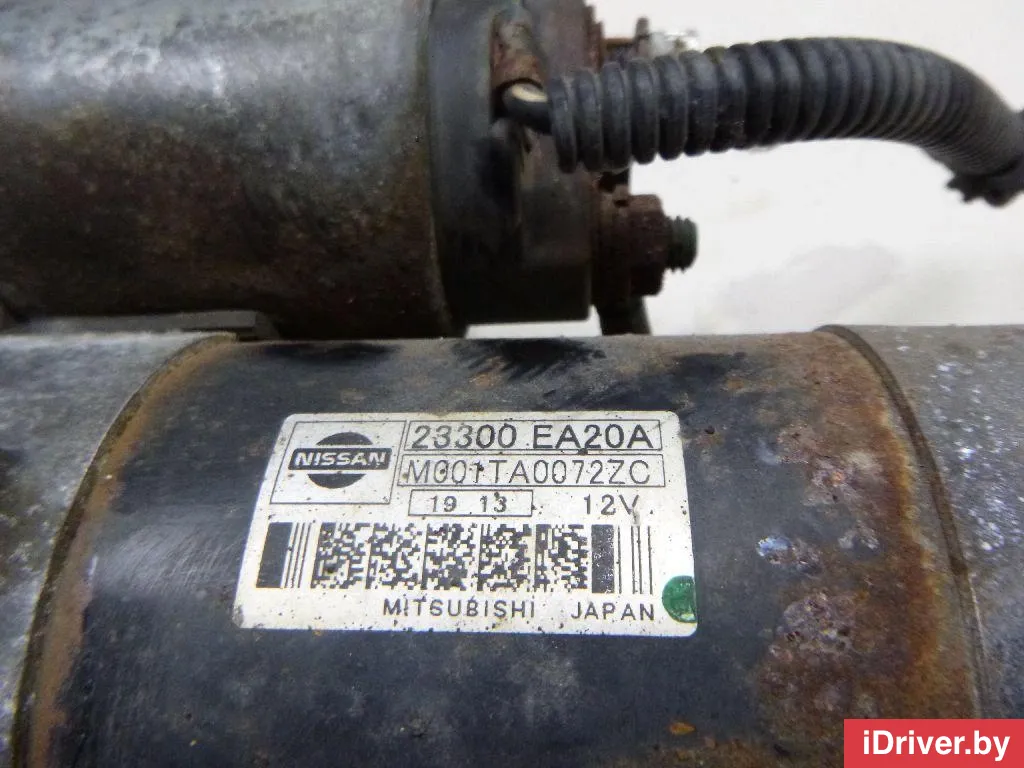 23300 EA20A
NISSAN
M001TA0072ZC
19 13 12V
MITSUBISHI JAPAN
iDriver.by